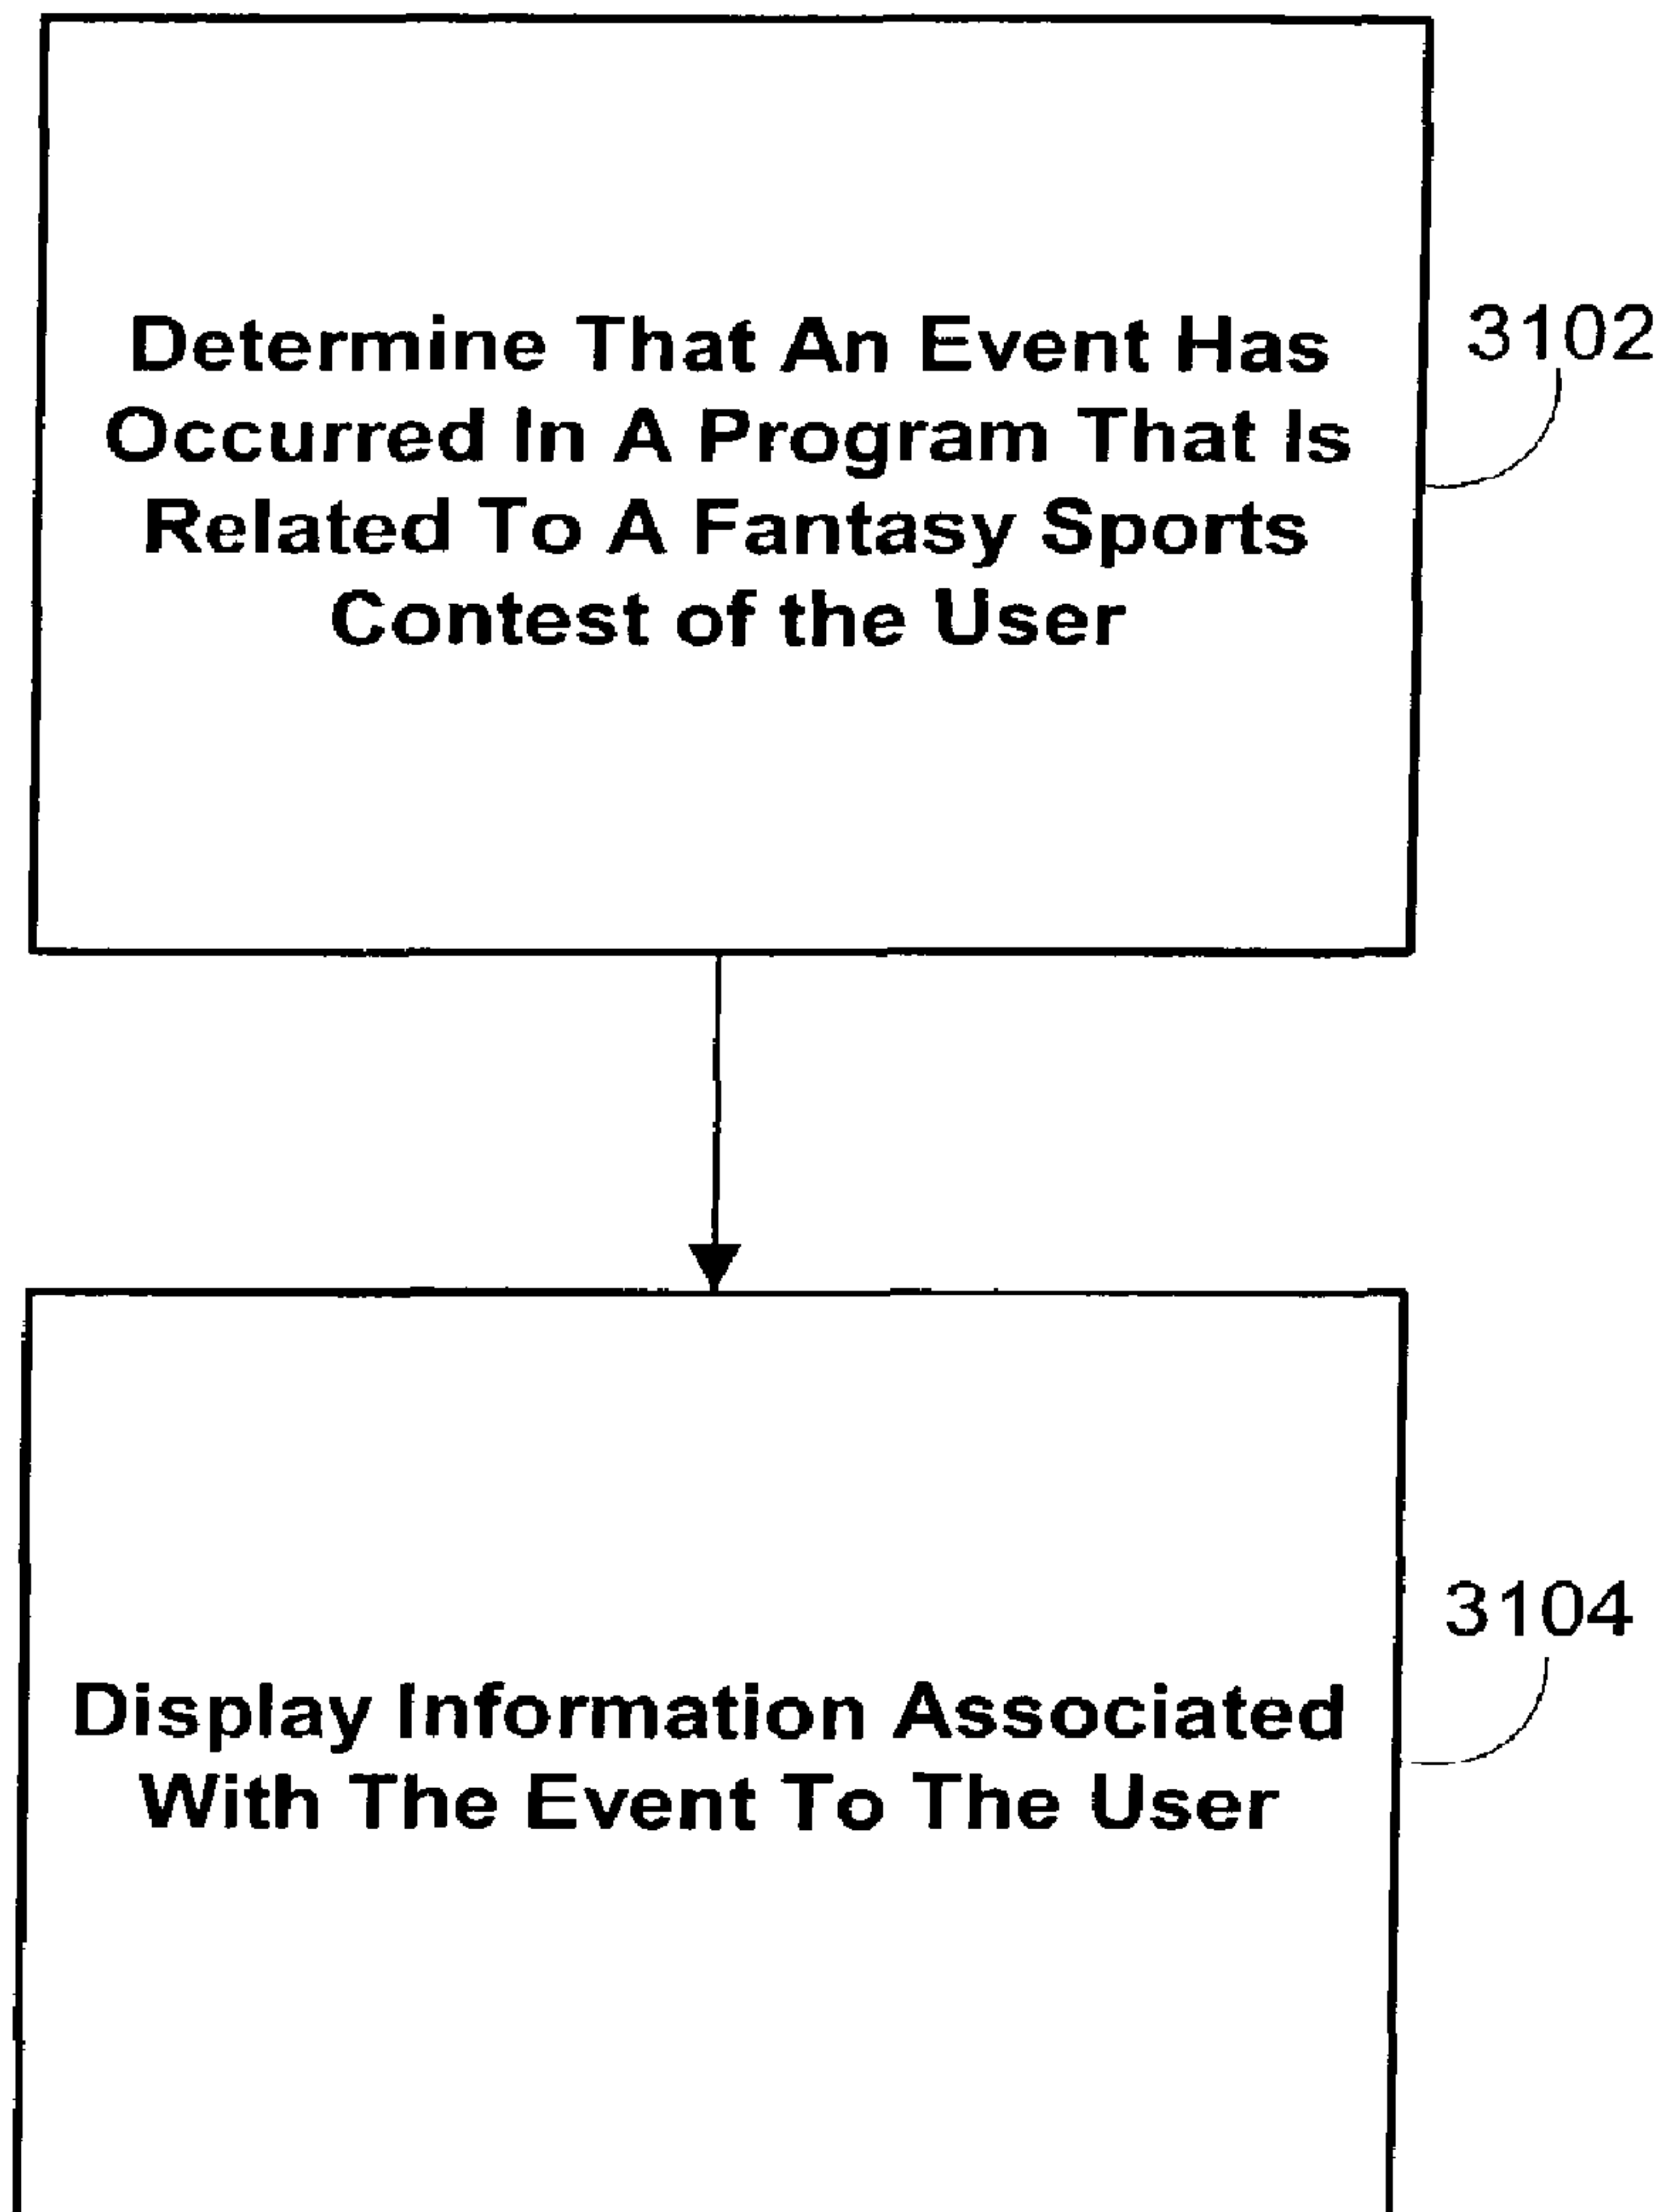 Determine That An Event Has
Occurred In A Program That Is
Related To A Fantasy Sports
Contest of the User
3102
Display Information Associated
With The Event To The User
3104